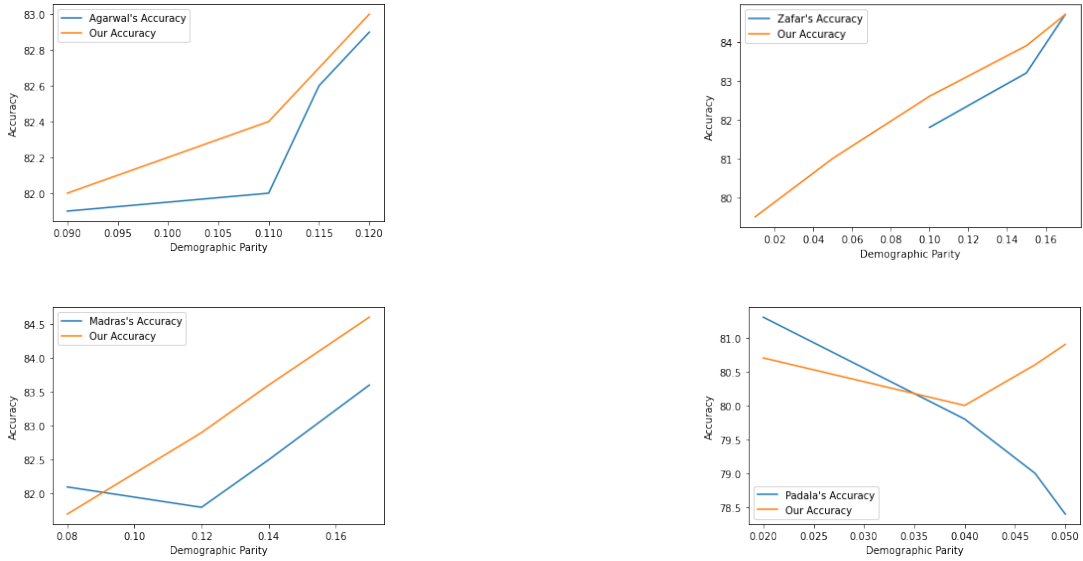 Agarwal's Accuracy
Our Accuracy
83.0
82.8
82.6
82.4
82.2
82.0
Accuracy
0.090 0.095 0.100 0.105 0.110 0.115 0.120
Demographic Parity
Zafar's Accuracy
Our Accuracy
84
83
82
81
80
Accuracy
0.02 0.04 0.06 0.08 0.10 0.12 0.14 0.16
Demographic Parity
Madras's Accuracy
Our Accuracy
84.5
84.0
83.5
83.0
82.5
82.0
Accuracy
0.08 0.10 0.12 0.14 0.16
Demographic Parity
81.0
80.5
80.0
79.5
79.0
78.5
Accuracy
Padala's Accuracy
Our Accuracy
0.020 0.025 0.030 0.035 0.040 0.045 0.050
Demographic Parity